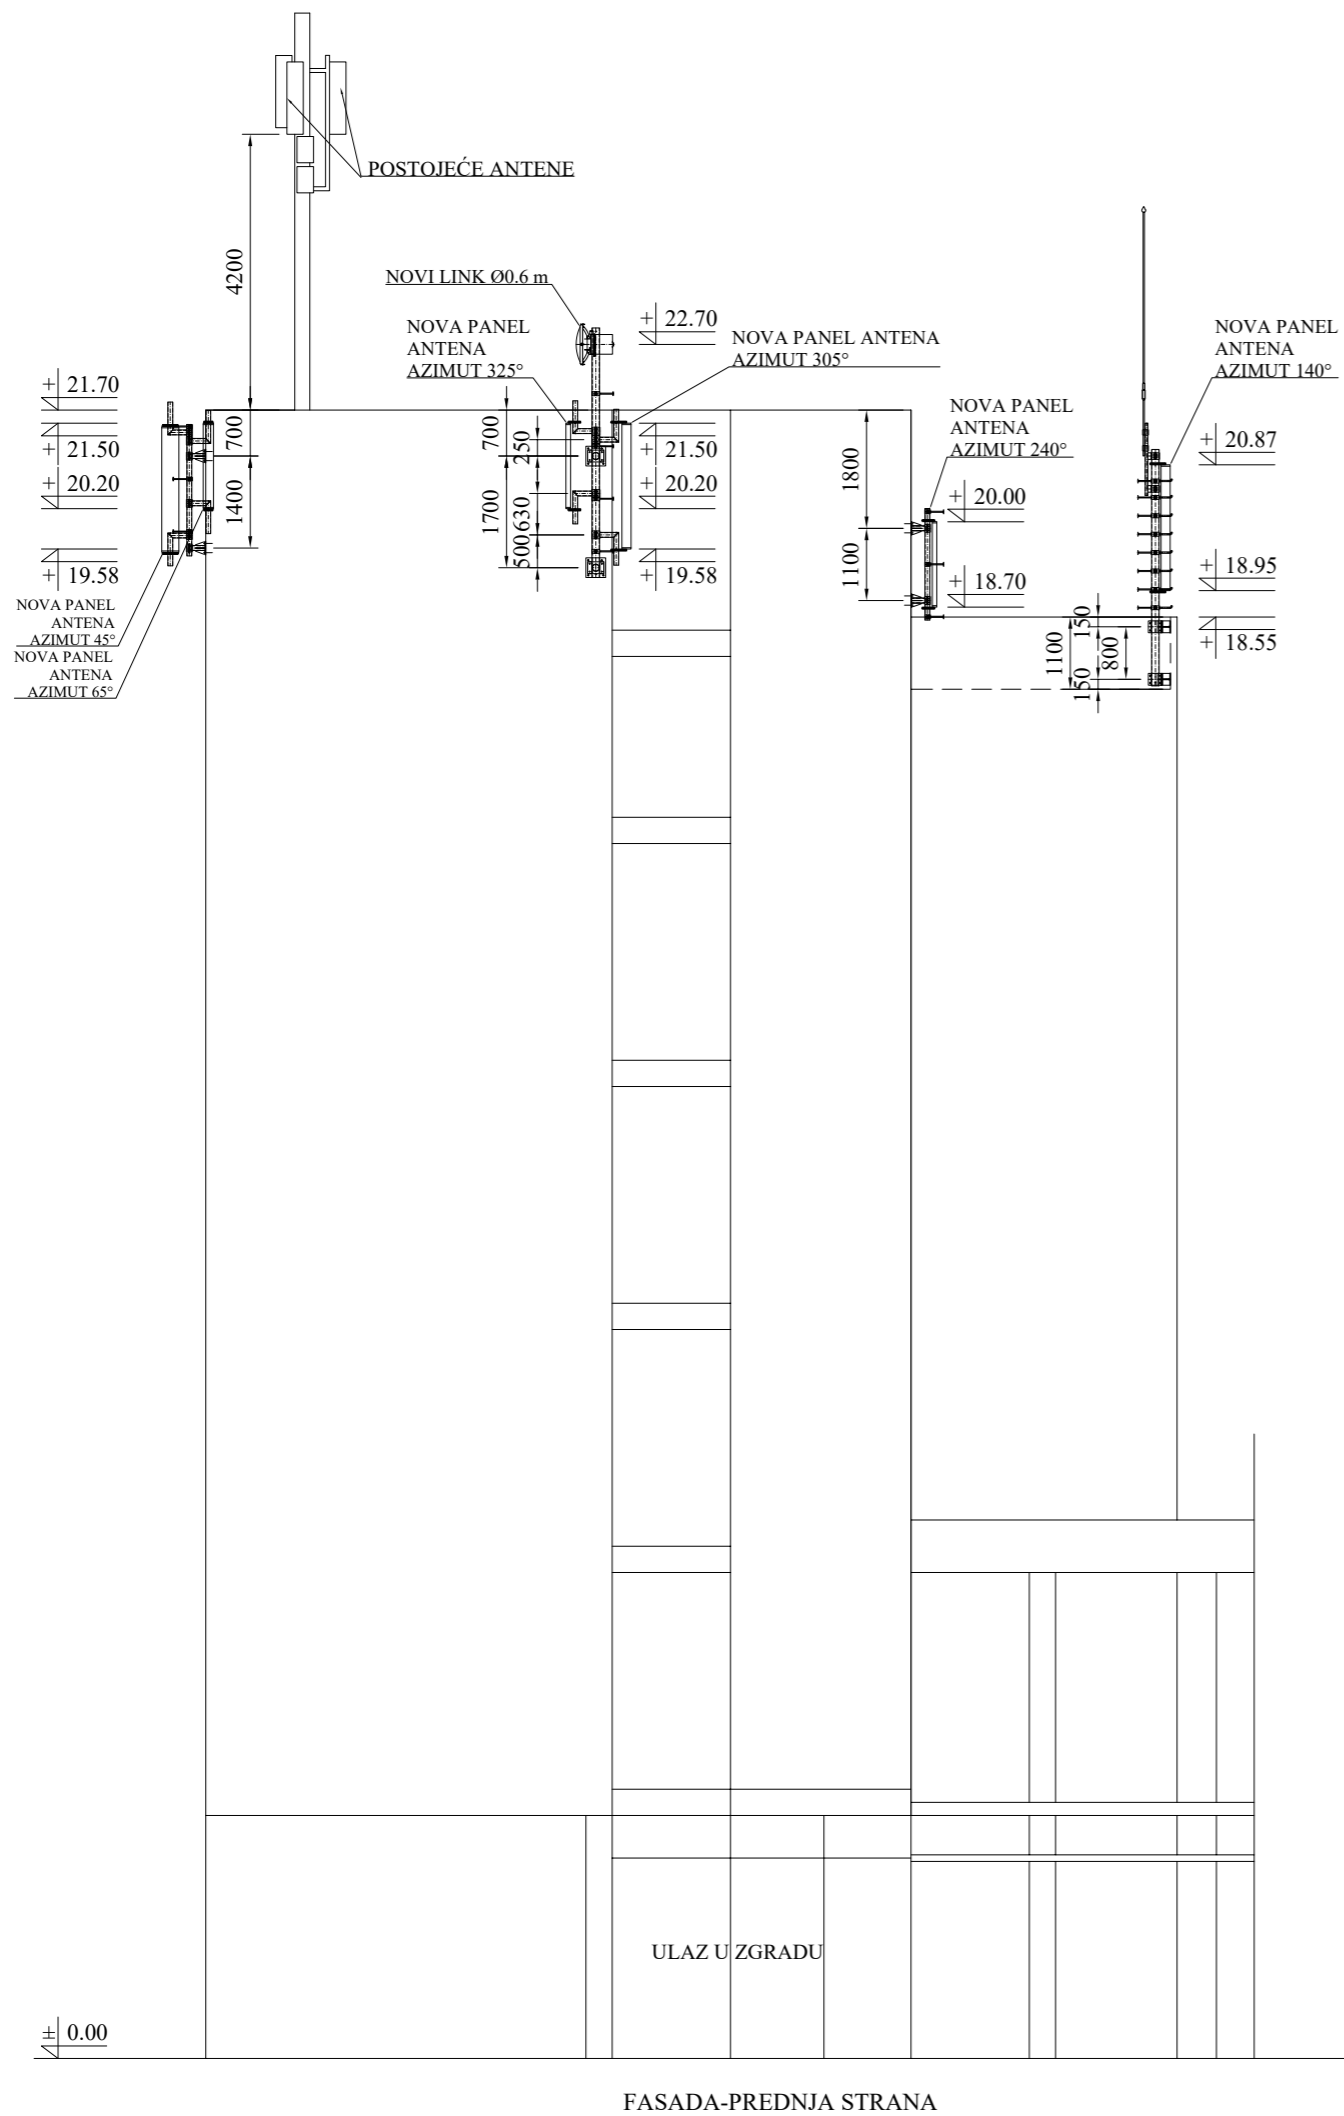 POSTOJEĆE ANTENE
4200
NOVI LINK Ø0.6 m
+ 22.70
NOVA PANEL
ANTENA
AZIMUT 325°
NOVA PANEL ANTENA
AZIMUT 305°
NOVA PANEL
ANTENA
AZIMUT 140°
NOVA PANEL
ANTENA
AZIMUT 240°
+ 21.70
+ 21.50
+ 20.20
+ 19.58
700
1400
NOVA PANEL
ANTENA
AZIMUT 45°
NOVA PANEL
ANTENA
AZIMUT 65°
700
1700
250
630
500
+ 21.50
+ 20.20
+ 19.58
1800
1100
+ 20.00
+ 18.70
+ 20.87
+ 18.95
+ 18.55
1100
150
800
150
ULAZ U ZGRADU
± 0.00
FASADA-PREDNJA STRANA